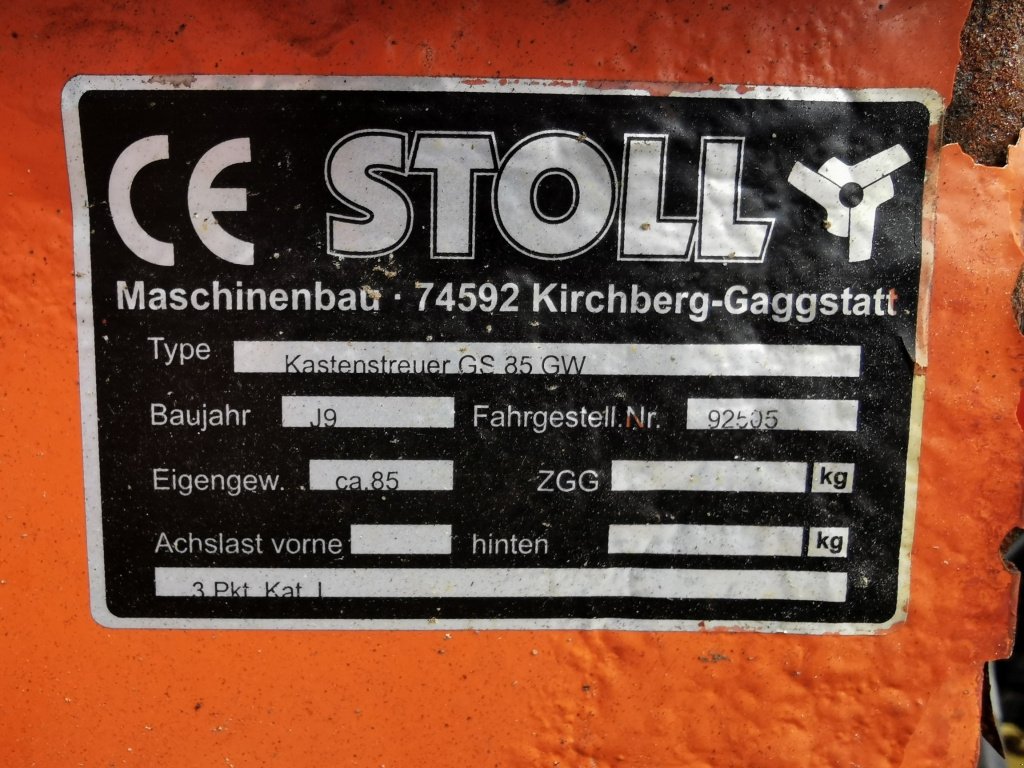 CE STOLL
Maschinenbau · 74592 Kirchberg-Gaggstatt
Type Kastenstreuer GS 85 GW
Baujahr J9 Fahrgestell.Nr. 92505
Eigengew. ca.85 ZGG kg
Achslast vorne hinten kg
3 Pkt. Kat. I